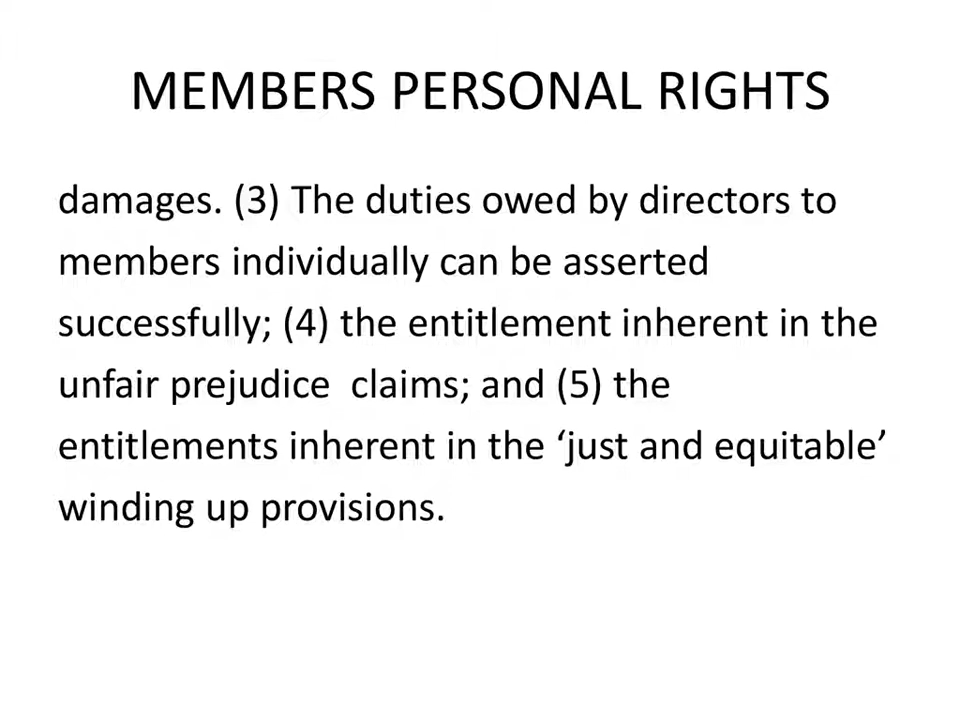 MEMBERS PERSONAL RIGHTS
damages. (3) The duties owed by directors to
members individually can be asserted
successfully; (4) the entitlement inherent in the
unfair prejudice  claims; and (5) the
entitlements inherent in the ‘just and equitable’
winding up provisions.